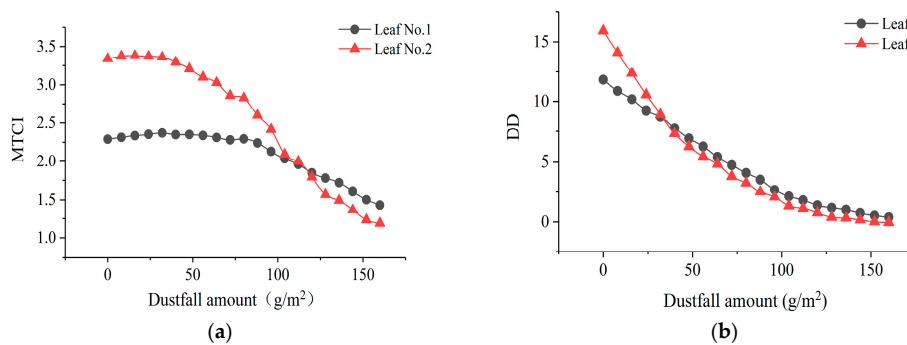 (a)
Leaf No.1
Leaf No.2
3.5
3.0
2.5
2.0
1.5
1.0
MTCI
0
50
100
150
Dustfall amount（g/m²）
(b)
Leaf
Leaf
15
10
5
0
DD
0
50
100
150
Dustfall amount (g/m²)